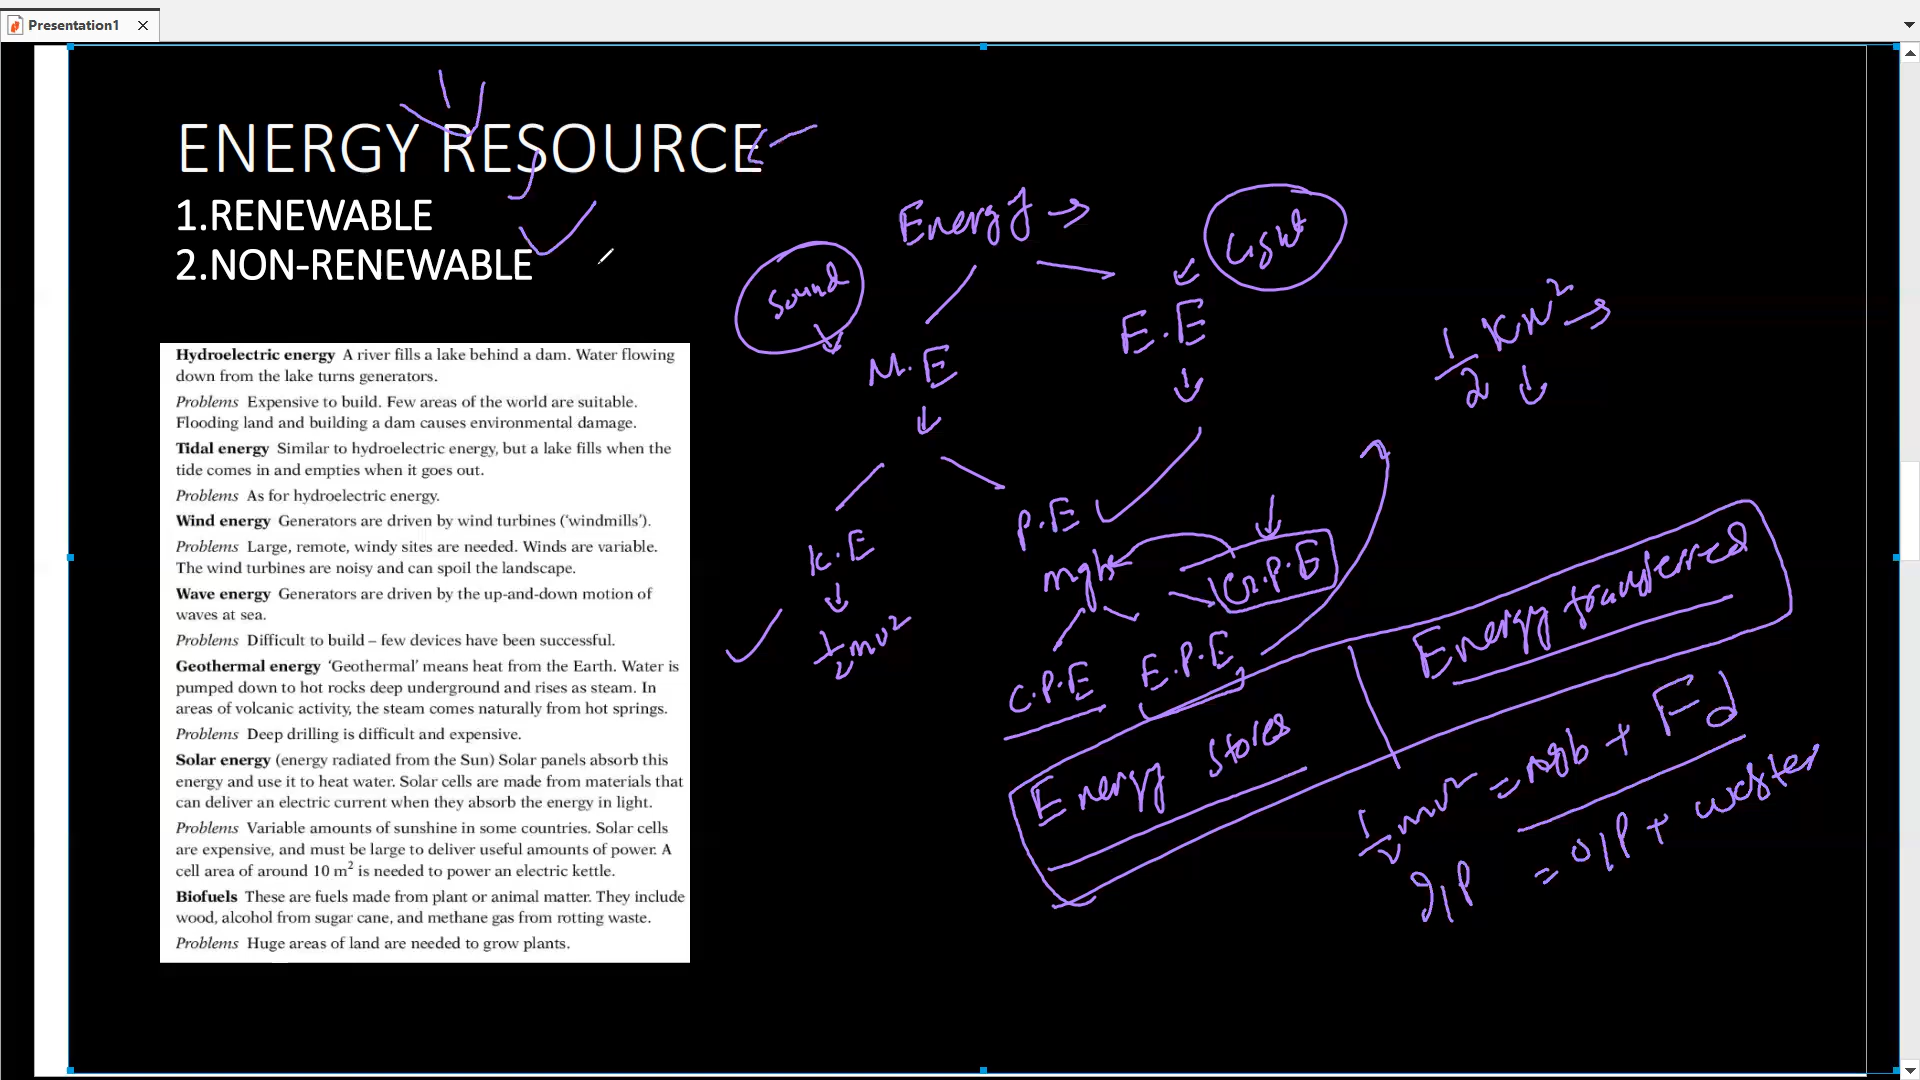 Presentation1
ENERGY RESOURCE
1.RENEWABLE
2.NON-RENEWABLE
Hydroelectric energy A river fills a lake behind a dam. Water flowing
down from the lake turns generators.
Problems Expensive to build. Few areas of the world are suitable.
Flooding land and building a dam causes environmental damage.
Tidal energy Similar to hydroelectric energy, but a lake fills when the
tide comes in and empties when it goes out.
Problems As for hydroelectric energy.
Wind energy Generators are driven by wind turbines (‘windmills’).
Problems Large, remote, windy sites are needed. Winds are variable.
The wind turbines are noisy and can spoil the landscape.
Wave energy Generators are driven by the up-and-down motion of
waves at sea.
Problems Difficult to build – few devices have been successful.
Geothermal energy ‘Geothermal’ means heat from the Earth. Water is
pumped down to hot rocks deep underground and rises as steam. In
areas of volcanic activity, the steam comes naturally from hot springs.
Problems Deep drilling is difficult and expensive.
Solar energy (energy radiated from the Sun) Solar panels absorb this
energy and use it to heat water. Solar cells are made from materials that
can deliver an electric current when they absorb the energy in light.
Problems Variable amounts of sunshine in some countries. Solar cells
are expensive, and must be large to deliver useful amounts of power. A
cell area of around 10 m² is needed to power an electric kettle.
Biofuels These are fuels made from plant or animal matter. They include
wood, alcohol from sugar cane, and methane gas from rotting waste.
Problems Huge areas of land are needed to grow plants.
Energy →
Light
Sound
M.E
E.E
K.E
½mv²
P.E
mgh
G.P.E
C.P.E
E.P.E
½
Energy stores
Energy transferred
½mv² = mgh + Fd
= O/P +